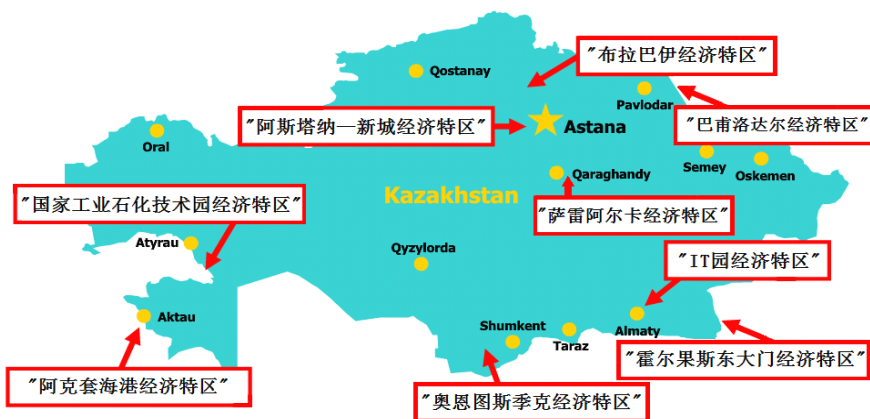 "布拉巴伊经济特区"
Qostanay
Pavlodar
"阿斯塔纳—新城经济特区"
Astana
"巴甫洛达尔经济特区"
Oral
Semey
Oskemen
Qaraghandy
Kazakhstan
"国家工业石化技术园经济特区"
"萨雷阿尔卡经济特区"
Atyrau
Qyzylorda
"IT园经济特区"
Aktau
Shumkent
Taraz
Almaty
"霍尔果斯东大门经济特区"
"阿克套海港经济特区"
"奥恩图斯季克经济特区"